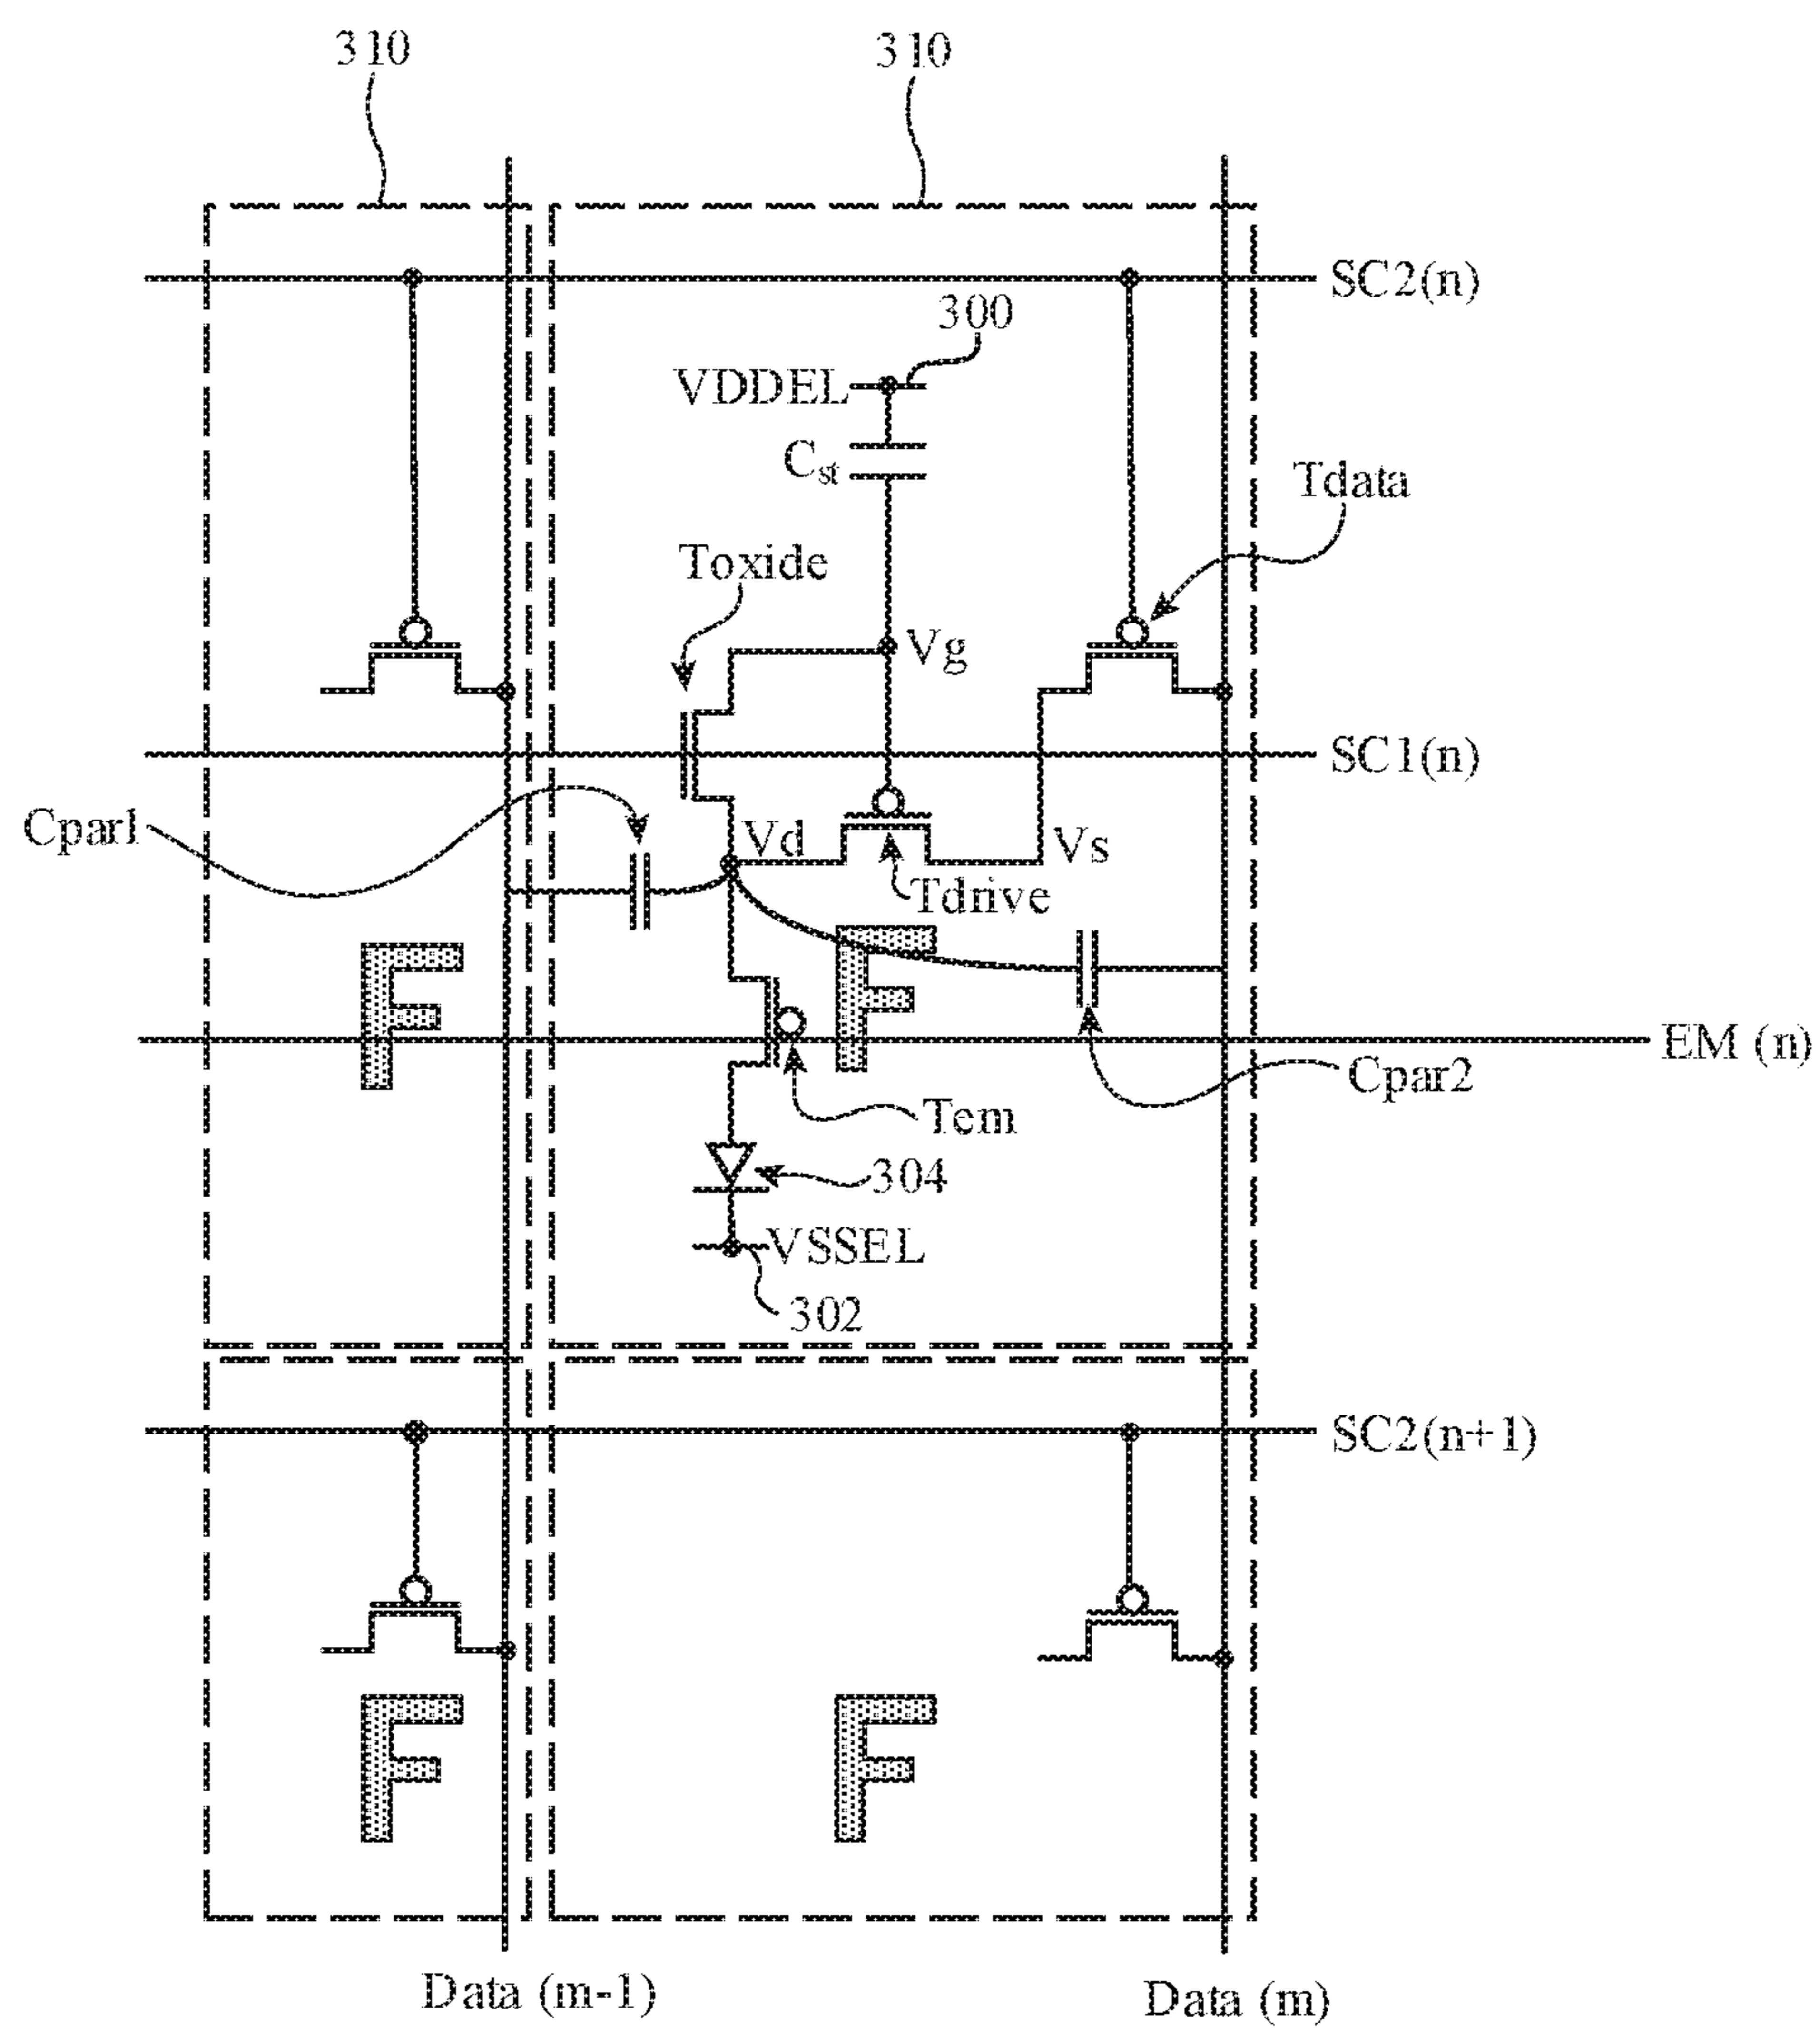 310
310
SC2(n)
300
VDDEL
Cst
Tdata
Toxide
Vg
SC1(n)
Cpar1
Vd
Vs
Tdrive
F
F
EM (n)
Cpar2
Tem
304
VSSEL
302
SC2(n+1)
F
F
Data (m-1)
Data (m)